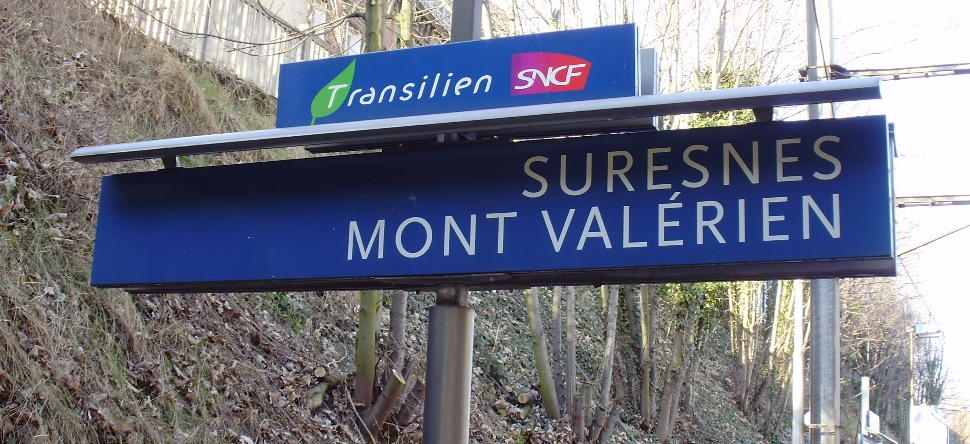 Transilien SNCF
SURESNES
MONT VALÉRIEN